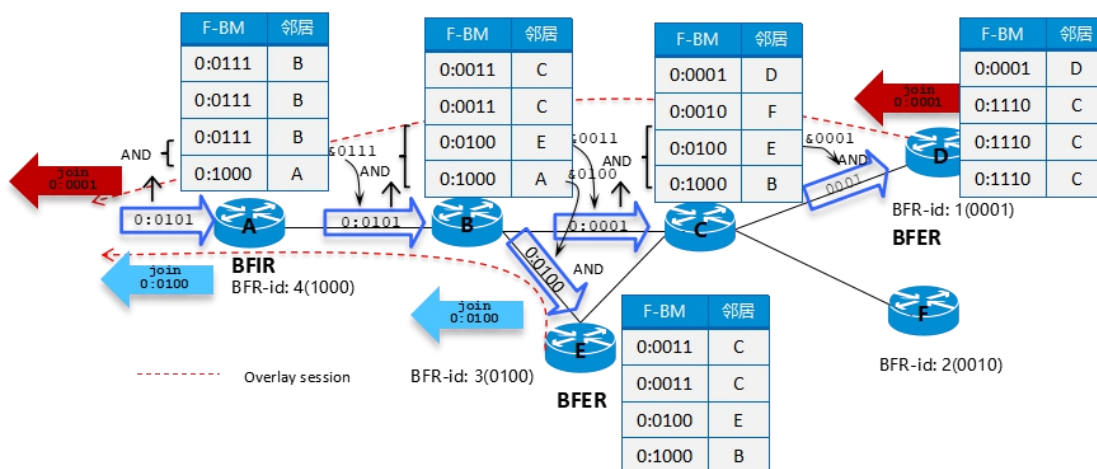 F-BM 邻居
0:0111 B
0:0111 B
0:0111 B
0:1000 A
F-BM 邻居
0:0011 C
0:0011 C
0:0100 E
0:1000 A
F-BM 邻居
0:0001 D
0:0010 F
0:0100 E
0:1000 B
F-BM 邻居
0:0001 D
0:1110 C
0:1110 C
0:1110 C
join
0:0001
join
0:0001
AND
&0111
AND
&0011
&0100
AND
&0001
AND
0:0101
A
0:0101
B
0:0001
C
0001
D
BFIR
BFR-id: 4(1000)
BFR-id: 1(0001)
BFER
join
0:0100
join
0:0100
0:0100
AND
E
BFR-id: 3(0100)
BFER
F
BFR-id: 2(0010)
Overlay session
F-BM 邻居
0:0011 C
0:0011 C
0:0100 E
0:1000 B